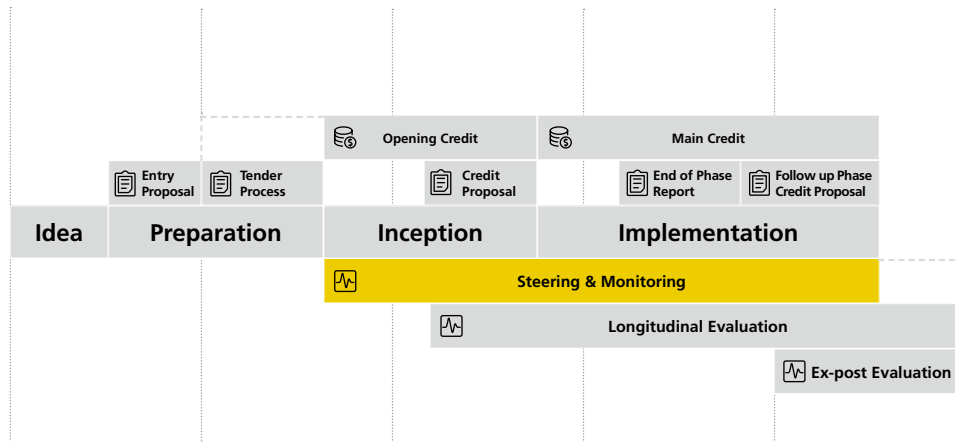 Opening Credit
Main Credit
Entry
Proposal
Tender
Process
Credit
Proposal
End of Phase
Report
Follow up Phase
Credit Proposal
Idea
Preparation
Inception
Implementation
Steering & Monitoring
Longitudinal Evaluation
Ex-post Evaluation